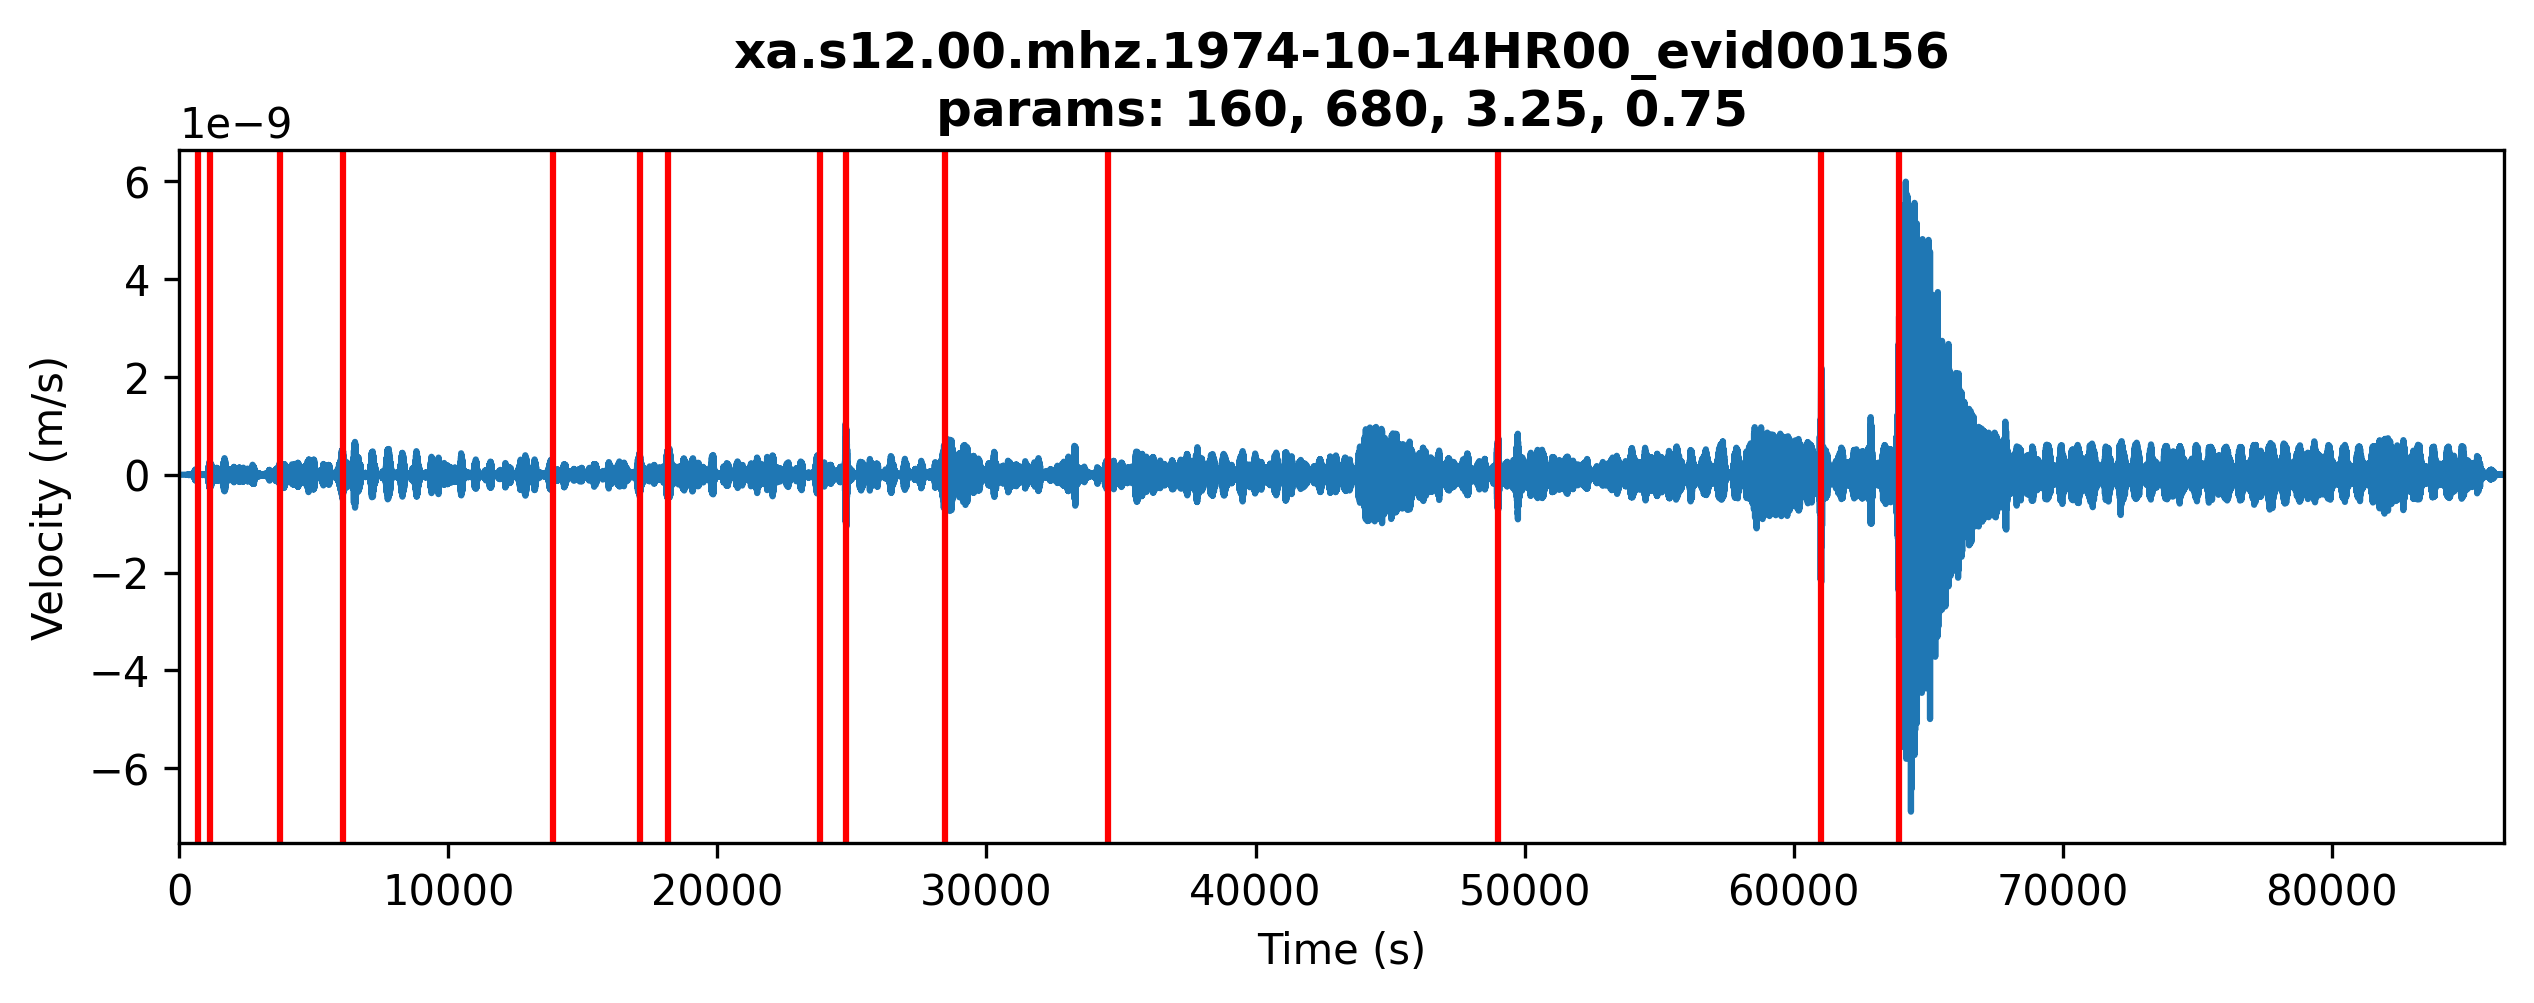 xa.s12.00.mhz.1974-10-14HR00_evid00156
params: 160, 680, 3.25, 0.75
1e−9
6
4
2
0
−2
−4
−6
Velocity (m/s)
0 10000 20000 30000 40000 50000 60000 70000 80000
Time (s)